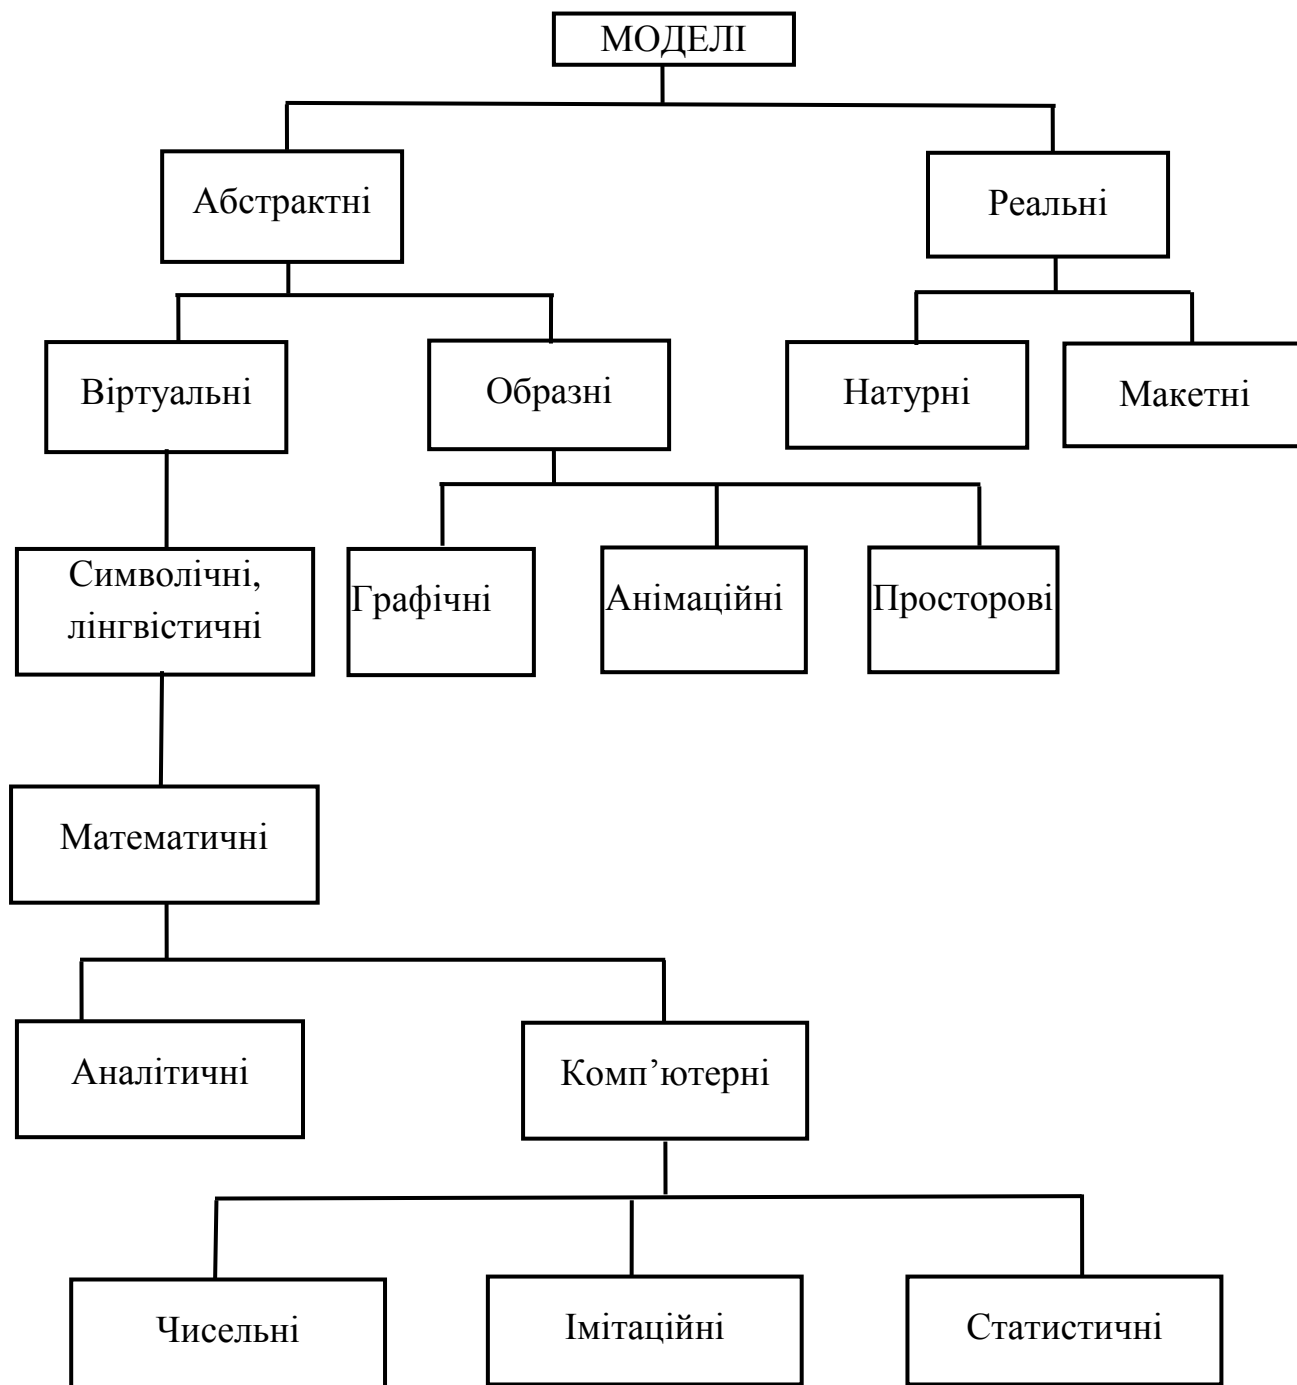 МОДЕЛІ
Абстрактні
Реальні
Віртуальні
Образні
Натурні
Макетні
Символічні,
лінгвістичні
Графічні
Анімаційні
Просторові
Математичні
Аналітичні
Комп’ютерні
Чисельні
Імітаційні
Статистичні